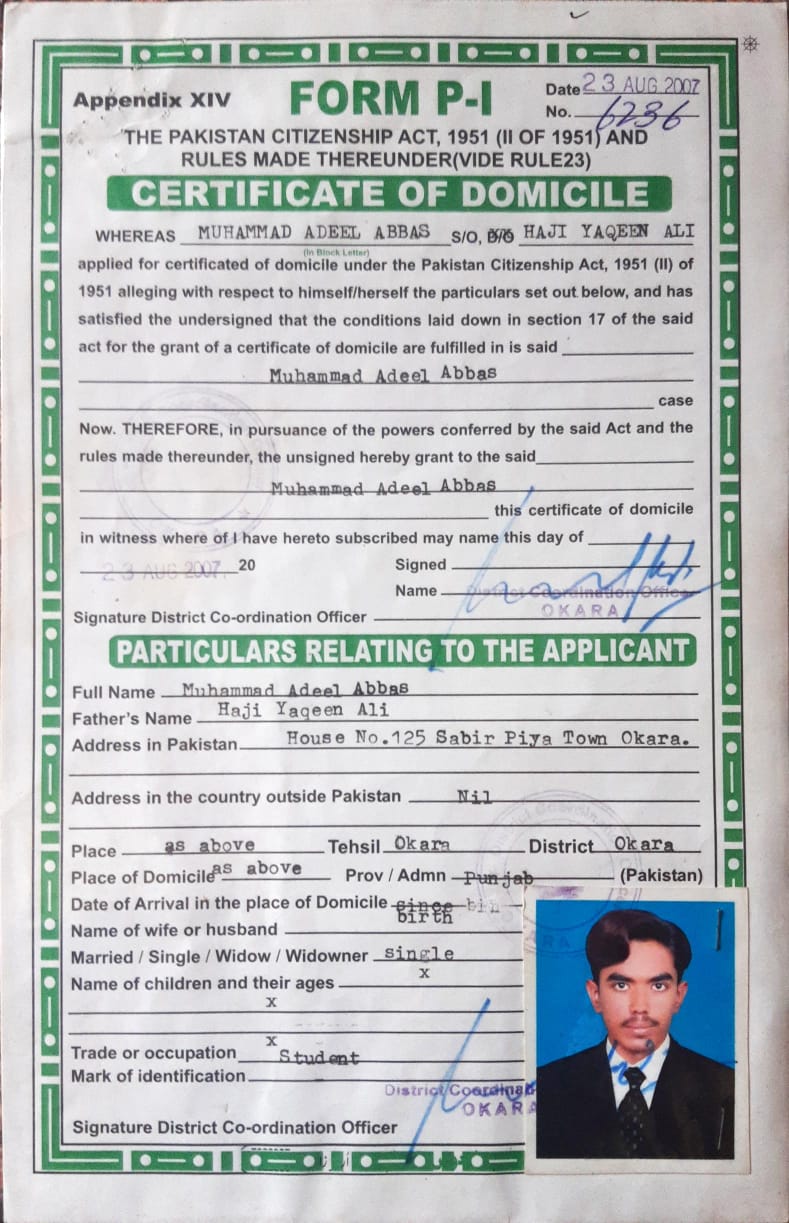 Appendix XIV
FORM P-I
Date 23 AUG 2007
No. 6236
THE PAKISTAN CITIZENSHIP ACT, 1951 (II OF 1951) AND
RULES MADE THEREUNDER(VIDE RULE23)
CERTIFICATE OF DOMICILE
WHEREAS MUHAMMAD ADEEL ABBAS S/O, D/O HAJI YAQEEN ALI
(In Block Letter)
applied for certificated of domicile under the Pakistan Citizenship Act, 1951 (II) of
1951 alleging with respect to himself/herself the particulars set out below, and has
satisfied the undersigned that the conditions laid down in section 17 of the said
act for the grant of a certificate of domicile are fulfilled in is said
Muhammad Adeel Abbas
case
Now. THEREFORE, in pursuance of the powers conferred by the said Act and the
rules made thereunder, the unsigned hereby grant to the said
Muhammad Adeel Abbas
this certificate of domicile
in witness where of I have hereto subscribed may name this day of
23 AUG 2007. 20 Signed
Name District Coordination Officer
OKARA
Signature District Co-ordination Officer
PARTICULARS RELATING TO THE APPLICANT
Full Name Muhammad Adeel Abbas
Father's Name Haji Yaqeen Ali
Address in Pakistan House No.125 Sabir Piya Town Okara.
Address in the country outside Pakistan Nil
Place as above Tehsil Okara District Okara
Place of Domicile as above Prov / Admn Punjab (Pakistan)
Date of Arrival in the place of Domicile since
birth
Name of wife or husband
Married / Single / Widow / Widowner single
Name of children and their ages x
x
x
Trade or occupation Student
Mark of identification
District Coordina
OKARA
Signature District Co-ordination Officer